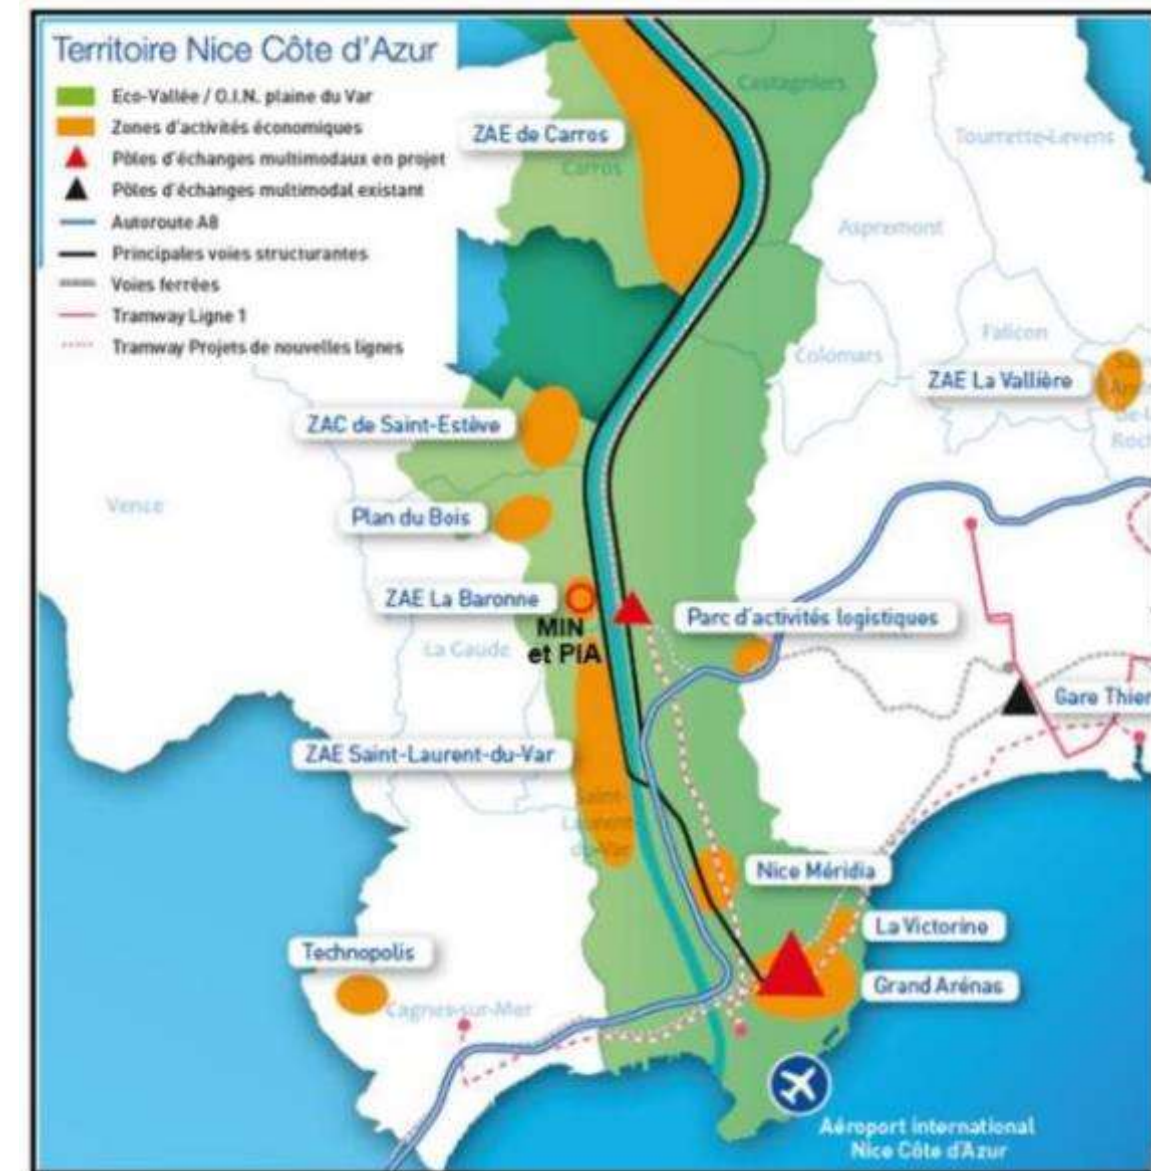 Territoire Nice Côte d'Azur
Eco-Vallée / O.I.N. plaine du Var
Zones d'activités économiques
Pôles d'échanges multimodaux en projet
Pôles d'échanges multimodal existant
Autoroute A8
Principales voies structurantes
Voies ferrées
Tramway Ligne 1
Tramway Projets de nouvelles lignes
Castagniers
ZAE de Carros
Carros
Tourrette-Levens
Aspremont
Falicon
Colomars
ZAE La Vallière
ZAC de Saint-Estève
Vence
Plan du Bois
ZAE La Baronne
MIN
et PIA
Parc d'activités logistiques
La Gaude
Gare Thier
ZAE Saint-Laurent-du-Var
Saint
Laurent
du-Var
Nice Méridia
La Victorine
Technopolis
Grand Arénas
Cagnes-sur-Mer
Aéroport international
Nice Côte d'Azur